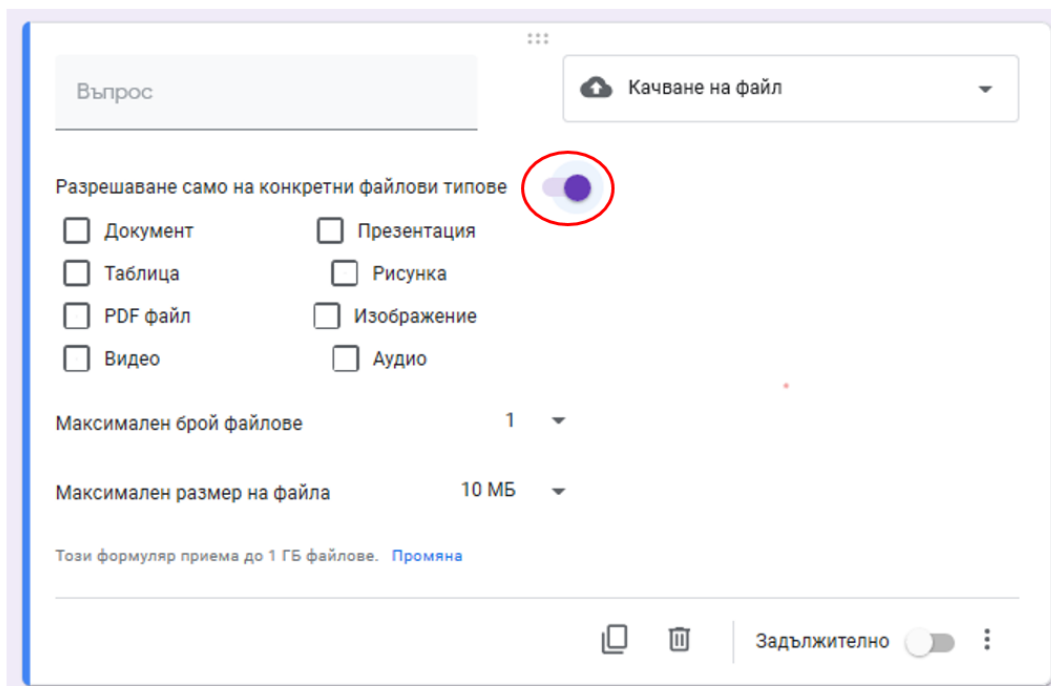 Въпрос Качване на файл
Разрешаване само на конкретни файлови типове
Документ Презентация
Таблица Рисунка
PDF файл Изображение
Видео Аудио
Максимален брой файлове 1
Максимален размер на файла 10 МБ
Този формуляр приема до 1 ГБ файлове. Промяна
Задължително